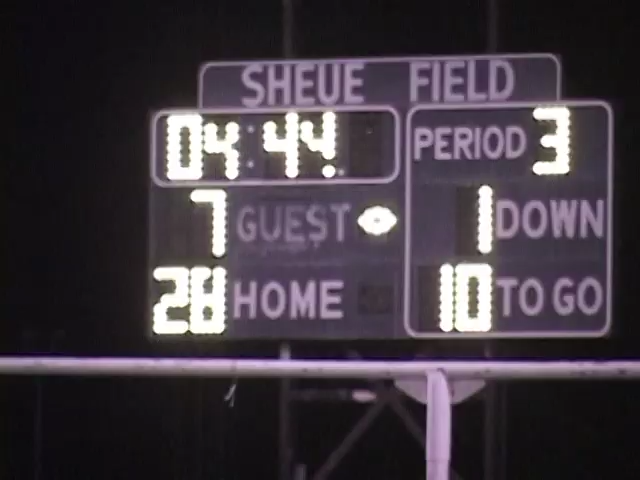 SHEUE FIELD
04:44 PERIOD 3
7 GUEST 1 DOWN
28 HOME 10 TO GO